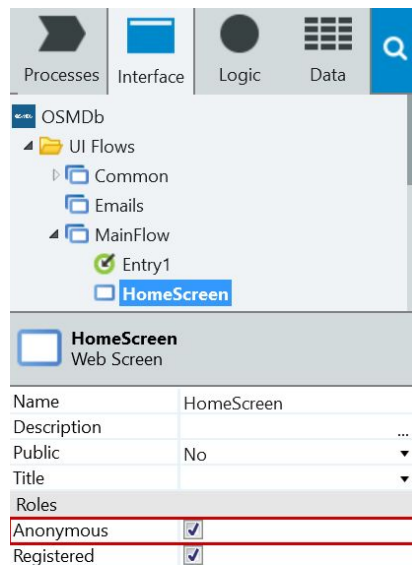 Processes Interface Logic Data
OSMDb
UI Flows
Common
Emails
MainFlow
Entry1
HomeScreen
HomeScreen
Web Screen
Name HomeScreen
Description ...
Public No
Title
Roles
Anonymous
Registered